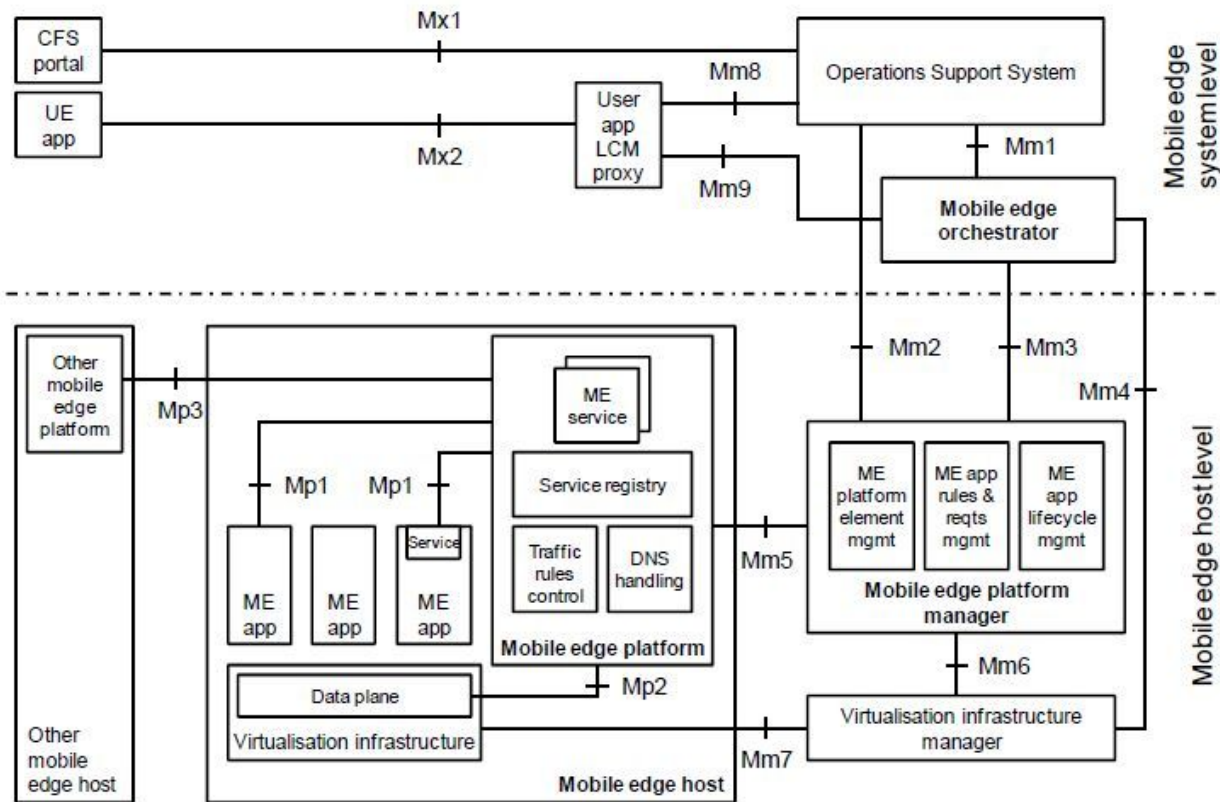 CFS
portal
Mx1
Operations Support System
UE
app
Mx2
User
app
LCM
proxy
Mm8
Mm9
Mm1
Mobile edge
orchestrator
Mobile edge
system level
Other
mobile
edge
platform
Mp3
ME
service
Mp1
Mp1
Service registry
Traffic
rules
control
DNS
handling
Mobile edge platform
ME
app
ME
app
Service
ME
app
Mp2
Data plane
Virtualisation infrastructure
Mobile edge host
Other
mobile
edge host
Mm2
Mm3
Mm4
Mm5
ME
platform
element
mgmt
ME app
rules &
reqts
mgmt
ME
app
lifecycle
mgmt
Mobile edge platform
manager
Mm6
Virtualisation infrastructure
manager
Mm7
Mobile edge host level